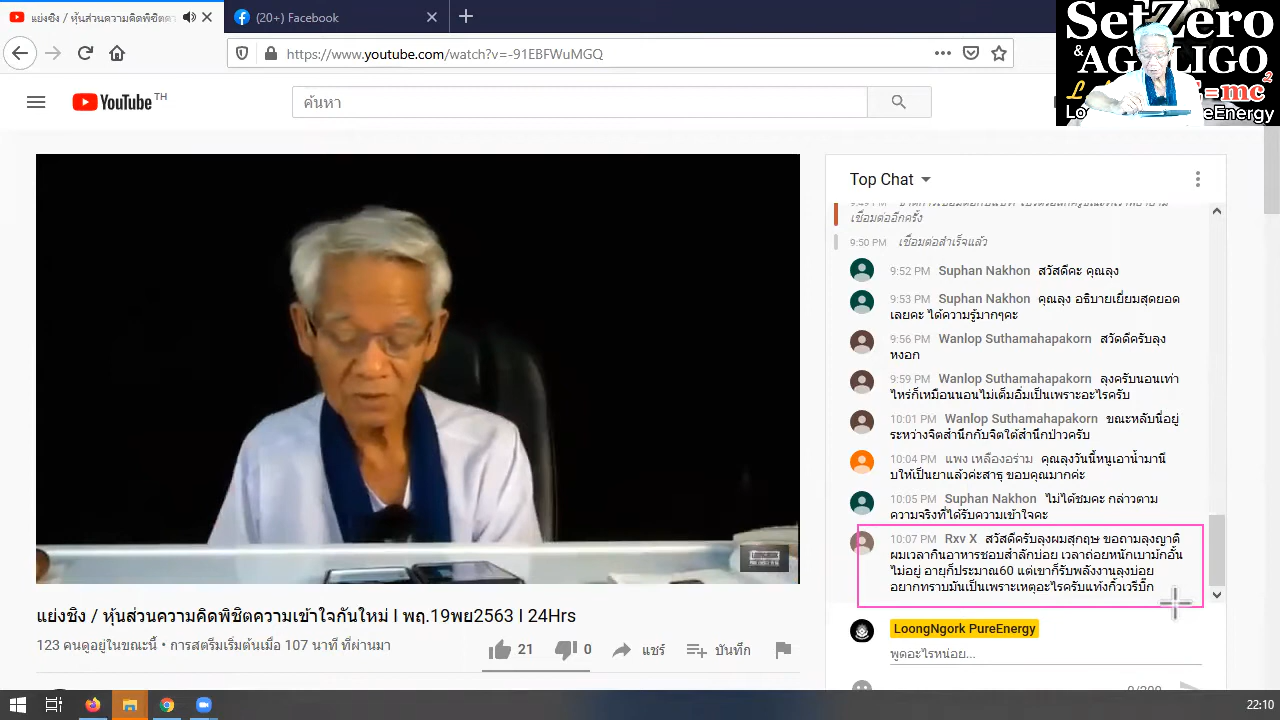 แย่งซิง / หุ้นส่วนความคิดพิชิตคว
(20+) Facebook
https://www.youtube.com/watch?v=-91EBFWuMGQ
SetZero
&
E=mc²
YouTube TH
ค้นหา
Top Chat
เชื่อมต่ออีกครั้ง
9:50 PM เชื่อมต่อสำเร็จแล้ว
9:52 PM Suphan Nakhon สวัสดีคะ คุณลุง
9:53 PM Suphan Nakhon คุณลุง อธิบายเยี่ยมสุดยอด
เลยคะ ได้ความรู้มากๆคะ
9:56 PM Wanlop Suthamahapakorn สวัดดีครับลุง
หงอก
9:59 PM Wanlop Suthamahapakorn ลุงครับนอนเท่า
ไหร่ก็เหมือนนอนไม่เต็มอิ่มเป็นเพราะอะไรครับ
10:01 PM Wanlop Suthamahapakorn ขณะหลับนี่อยู่
ระหว่างจิตสำนึกกับจิตใต้สำนึกป่าวครับ
10:04 PM แพง เหลืองอร่าม คุณลุงวันนี้หนูเอาน้ำมานี
บให้เป็นยาแล้วค่ะสาธุ ขอบคุณมากค่ะ
10:05 PM Suphan Nakhon ไม่ได้ชมคะ กล่าวตาม
ความจริงที่ได้รับความเข้าใจคะ
10:07 PM Rxv X สวัสดีครับลุงผมสุกฤษ ขอถามลุงญาติ
ผมเวลากินอาหารชอบสำลักบ่อย เวลาถ่ายหนักเบามักอั้น
ไม่อยู่ อายุก็ประมาณ60 แต่เขาก็รับพลังงานลุงบ่อย
อยากทราบมันเป็นเพราะเหตุอะไรครับแท้งกิ้วเวรี่บิ๊ก
LoongNgork PureEnergy
พูดอะไรหน่อย...
แย่งซิง / หุ้นส่วนความคิดพิชิตความเข้าใจกันใหม่ I พฤ.19พย2563 I 24Hrs
123 คนดูอยู่ในขณะนี้ • การสตรีมเริ่มต้นเมื่อ 107 นาที ที่ผ่านมา
21
0
แชร์
บันทึก
22:10